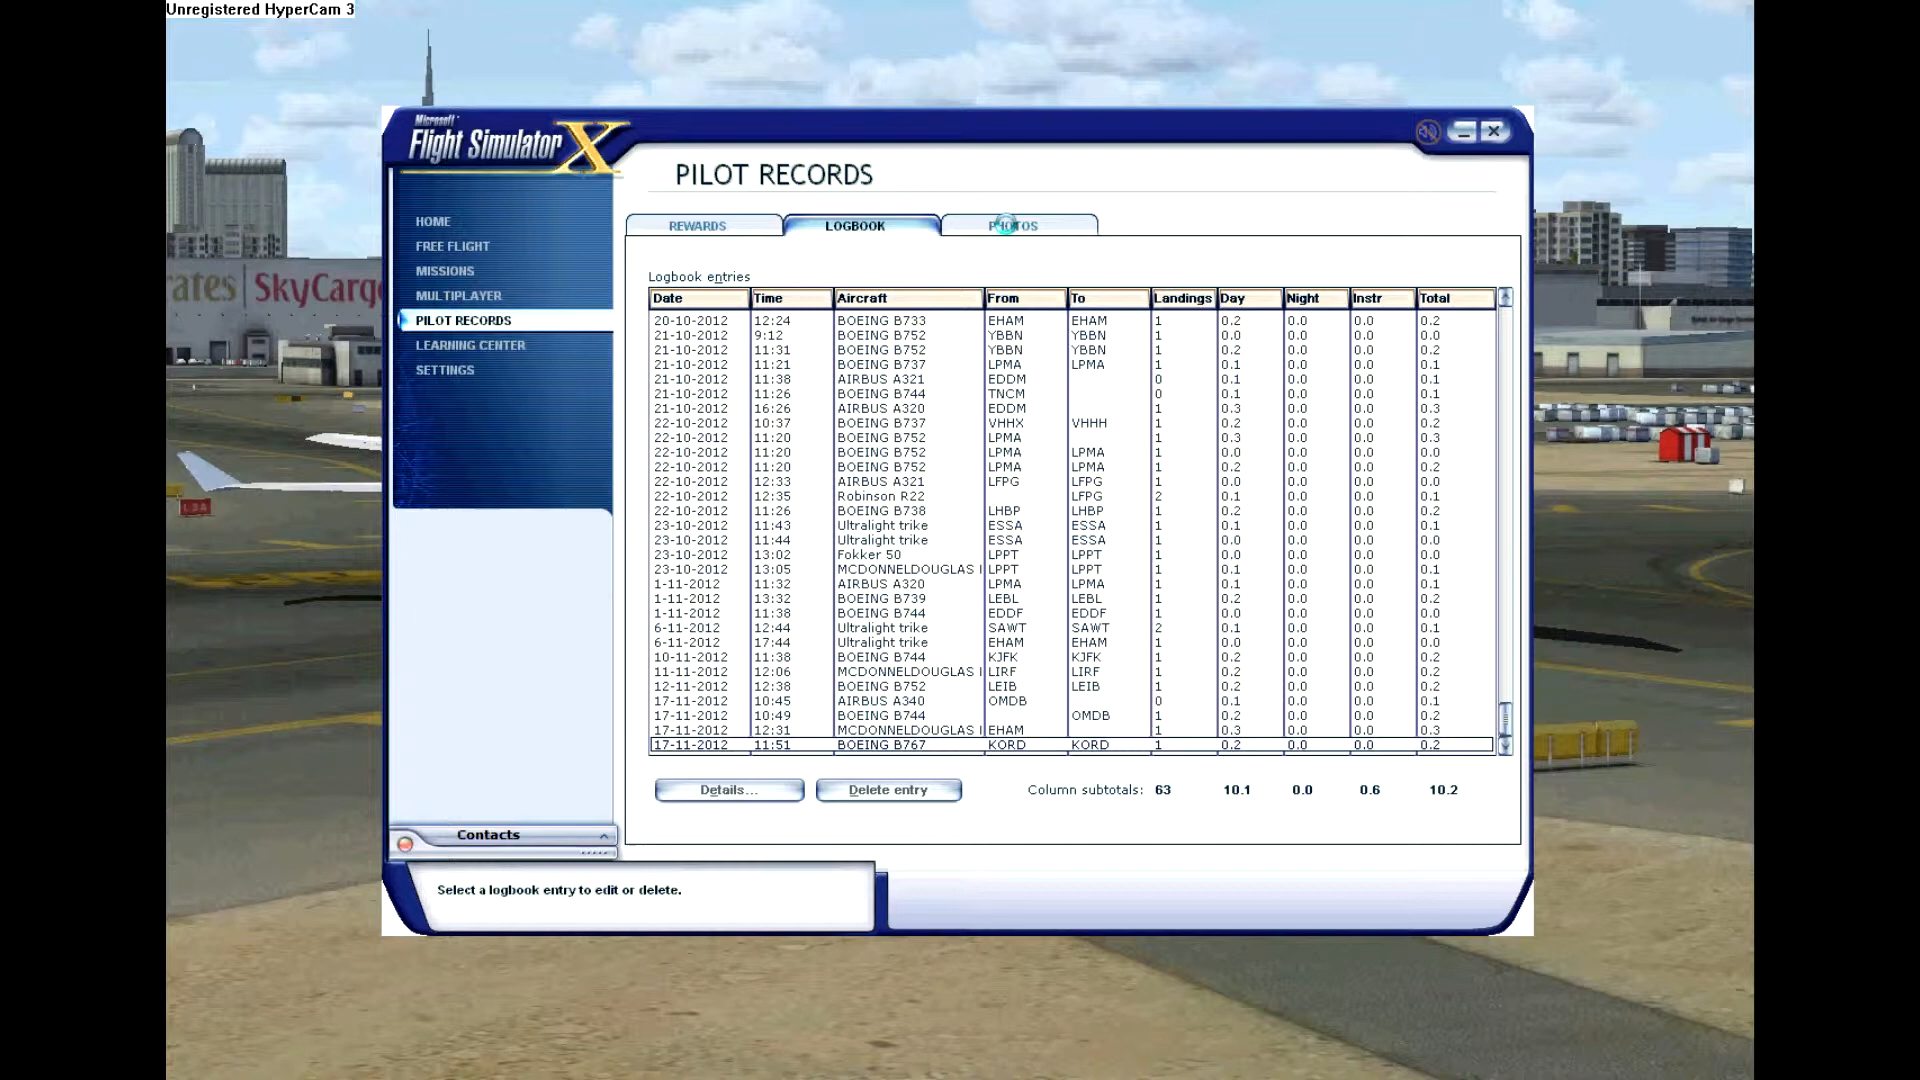 Unregistered HyperCam 3
Microsoft
Flight Simulator X
PILOT RECORDS
HOME
FREE FLIGHT
MISSIONS
MULTIPLAYER
PILOT RECORDS
LEARNING CENTER
SETTINGS
REWARDS LOGBOOK PHOTOS
Logbook entries
Date Time Aircraft From To Landings Day Night Instr Total
20-10-2012 12:24 BOEING B733 EHAM EHAM 1 0.2 0.0 0.0 0.2
21-10-2012 9:12 BOEING B752 YBBN YBBN 1 0.0 0.0 0.0 0.0
21-10-2012 11:31 BOEING B752 YBBN YBBN 1 0.2 0.0 0.0 0.2
21-10-2012 11:21 BOEING B737 LPMA LPMA 1 0.1 0.0 0.0 0.1
21-10-2012 11:38 AIRBUS A321 EDDM 0 0.1 0.0 0.0 0.1
21-10-2012 11:26 BOEING B744 TNCM 0 0.1 0.0 0.0 0.1
21-10-2012 16:26 AIRBUS A320 EDDM 1 0.3 0.0 0.0 0.3
22-10-2012 10:37 BOEING B737 VHHX VHHH 1 0.2 0.0 0.0 0.2
22-10-2012 11:20 BOEING B752 LPMA 1 0.3 0.0 0.0 0.3
22-10-2012 11:20 BOEING B752 LPMA LPMA 1 0.0 0.0 0.0 0.0
22-10-2012 11:20 BOEING B752 LPMA LPMA 1 0.2 0.0 0.0 0.2
22-10-2012 12:33 AIRBUS A321 LFPG LFPG 1 0.0 0.0 0.0 0.0
22-10-2012 12:35 Robinson R22 LFPG 2 0.1 0.0 0.0 0.1
22-10-2012 11:26 BOEING B738 LHBP LHBP 1 0.2 0.0 0.0 0.2
23-10-2012 11:43 Ultralight trike ESSA ESSA 1 0.1 0.0 0.0 0.1
23-10-2012 11:44 Ultralight trike ESSA ESSA 1 0.0 0.0 0.0 0.0
23-10-2012 13:02 Fokker 50 LPPT LPPT 1 0.0 0.0 0.0 0.0
23-10-2012 13:05 MCDONNELDOUGLAS LPPT LPPT 1 0.1 0.0 0.0 0.1
1-11-2012 11:32 AIRBUS A320 LPMA LPMA 1 0.1 0.0 0.0 0.1
1-11-2012 13:32 BOEING B739 LEBL LEBL 1 0.2 0.0 0.0 0.2
1-11-2012 11:38 BOEING B744 EDDF EDDF 1 0.0 0.0 0.0 0.0
6-11-2012 12:44 Ultralight trike SAWT SAWT 2 0.1 0.0 0.0 0.1
6-11-2012 17:44 Ultralight trike EHAM EHAM 1 0.0 0.0 0.0 0.0
10-11-2012 11:38 BOEING B744 KJFK KJFK 1 0.2 0.0 0.0 0.2
11-11-2012 12:06 MCDONNELDOUGLAS LIRF LIRF 1 0.2 0.0 0.0 0.2
12-11-2012 12:38 BOEING B752 LEIB LEIB 1 0.2 0.0 0.0 0.2
17-11-2012 10:45 AIRBUS A340 OMDB 0 0.1 0.0 0.0 0.1
17-11-2012 10:49 BOEING B744 OMDB 1 0.2 0.0 0.0 0.2
17-11-2012 12:31 MCDONNELDOUGLAS EHAM 1 0.3 0.0 0.0 0.3
17-11-2012 11:51 BOEING B767 KORD KORD 1 0.2 0.0 0.0 0.2
Details... Delete entry Column subtotals: 63 10.1 0.0 0.6 10.2
Contacts
Select a logbook entry to edit or delete.
rates SkyCargo